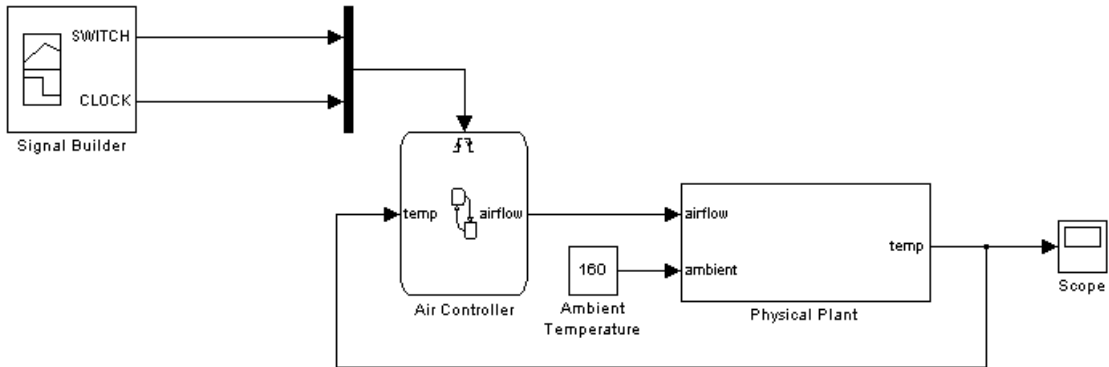 SWITCH
CLOCK
Signal Builder
temp
airflow
Air Controller
160
Ambient
Temperature
airflow
ambient
temp
Physical Plant
Scope